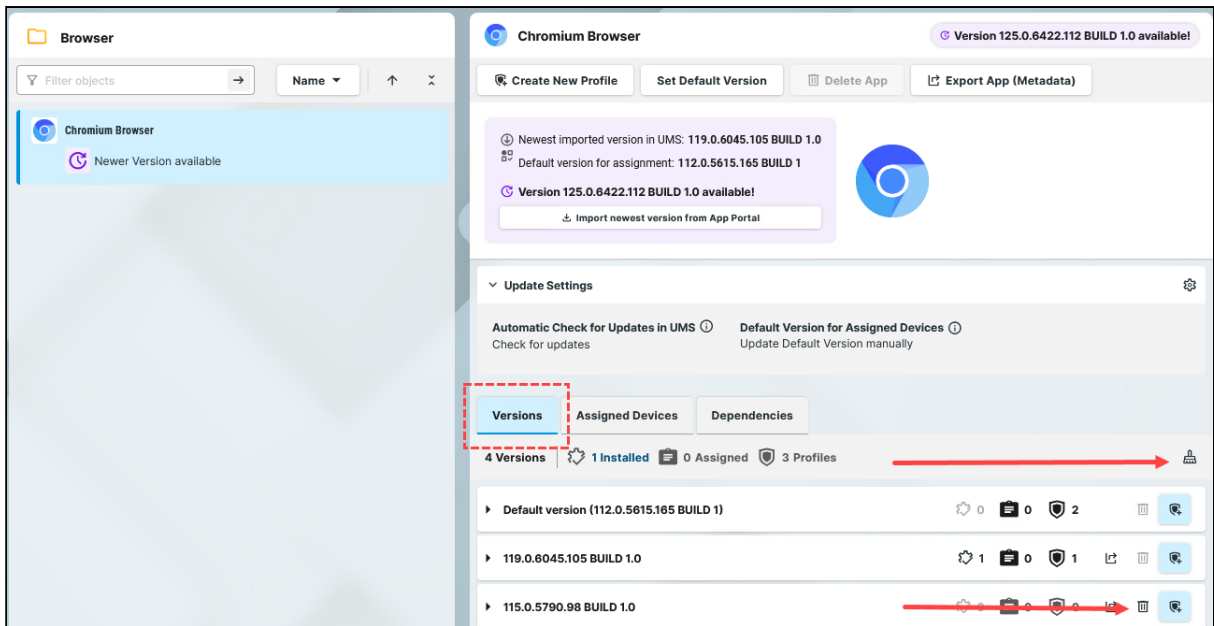 Browser
Filter objects
Name
Chromium Browser
Newer Version available
Chromium Browser
Version 125.0.6422.112 BUILD 1.0 available!
Create New Profile
Set Default Version
Delete App
Export App (Metadata)
Newest imported version in UMS: 119.0.6045.105 BUILD 1.0
Default version for assignment: 112.0.5615.165 BUILD 1
Version 125.0.6422.112 BUILD 1.0 available!
Import newest version from App Portal
Update Settings
Automatic Check for Updates in UMS
Default Version for Assigned Devices
Check for updates
Update Default Version manually
Versions
Assigned Devices
Dependencies
4 Versions
1 Installed
0 Assigned
3 Profiles
Default version (112.0.5615.165 BUILD 1)
0
0
2
119.0.6045.105 BUILD 1.0
1
0
1
115.0.5790.98 BUILD 1.0
0
0
0